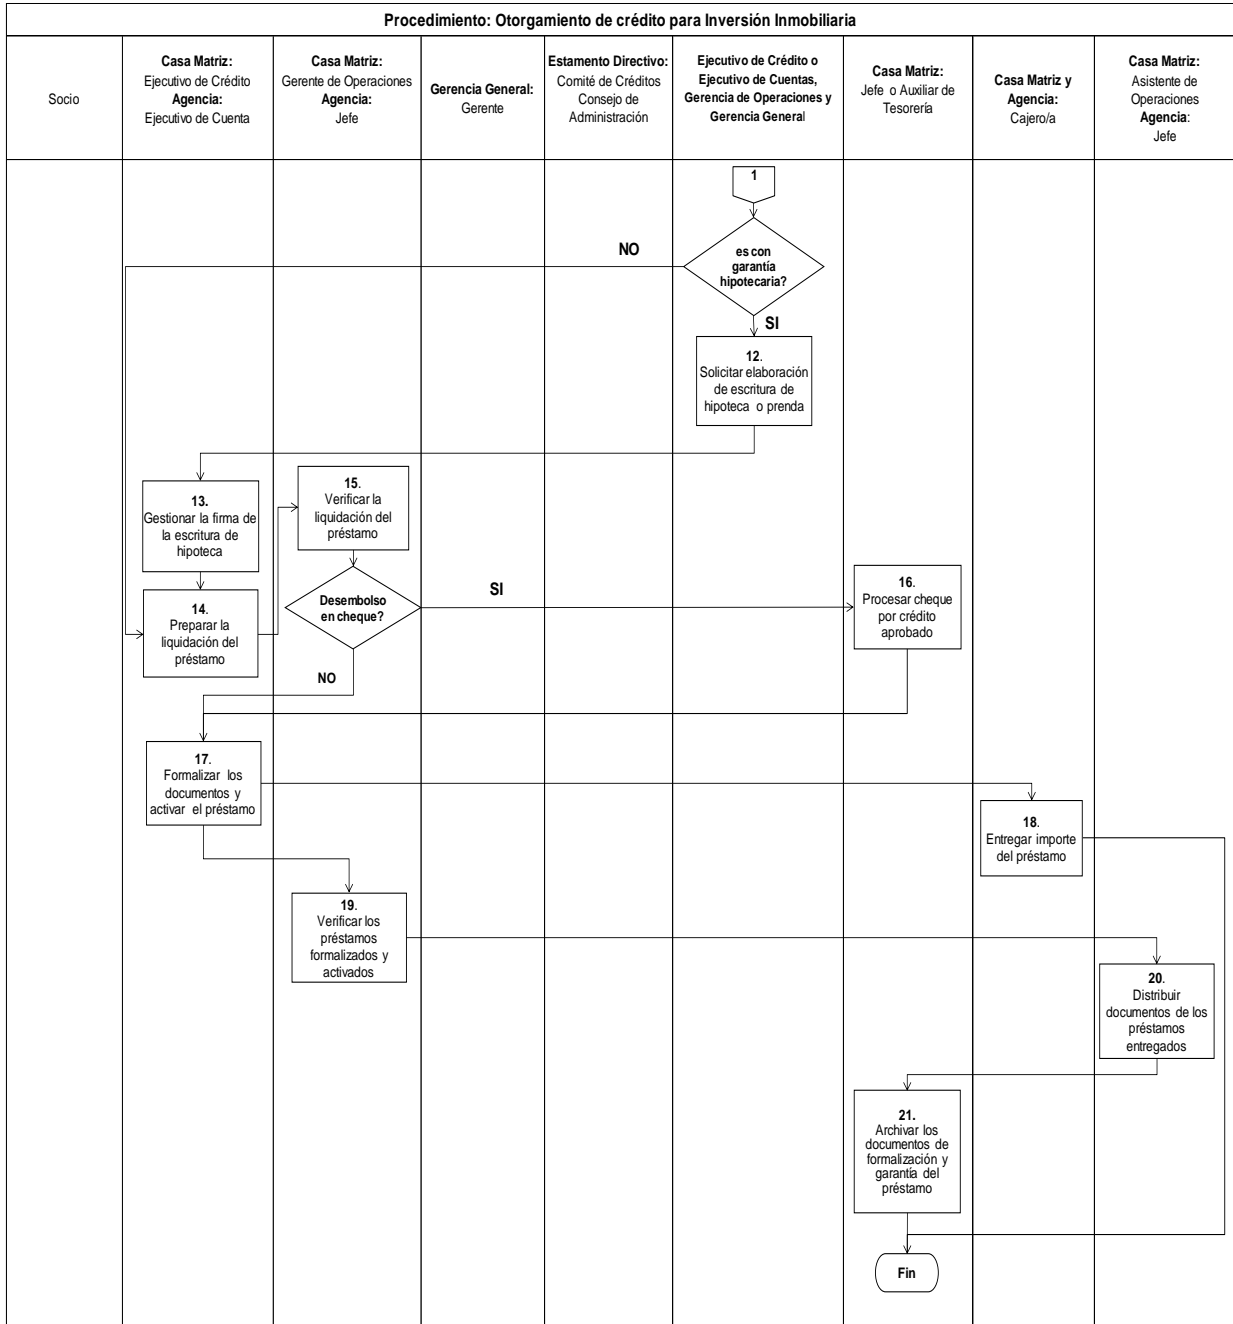 Procedimiento: Otorgamiento de crédito para Inversión Inmobiliaria
Socio
Casa Matriz:
Ejecutivo de Crédito
Agencia:
Ejecutivo de Cuenta
Casa Matriz:
Gerente de Operaciones
Agencia:
Jefe
Gerencia General:
Gerente
Estamento Directivo:
Comité de Créditos
Consejo de
Administración
Ejecutivo de Crédito o
Ejecutivo de Cuentas,
Gerencia de Operaciones y
Gerencia General
Casa Matriz:
Jefe o Auxiliar de
Tesorería
Casa Matriz y
Agencia:
Cajero/a
Casa Matriz:
Asistente de
Operaciones
Agencia:
Jefe
1
es con
garantía
hipotecaria?
NO
SI
12.
Solicitar elaboración
de escritura de
hipoteca o prenda
13.
Gestionar la firma de
la escritura de
hipoteca
14.
Preparar la
liquidación del
préstamo
15.
Verificar la
liquidación del
préstamo
Desembolso
en cheque?
SI
NO
16.
Procesar cheque
por crédito
aprobado
17.
Formalizar los
documentos y
activar el préstamo
18.
Entregar importe
del préstamo
19.
Verificar los
préstamos
formalizados y
activados
20.
Distribuir
documentos de los
préstamos
entregados
21.
Archivar los
documentos de
formalización y
garantía del
préstamo
Fin